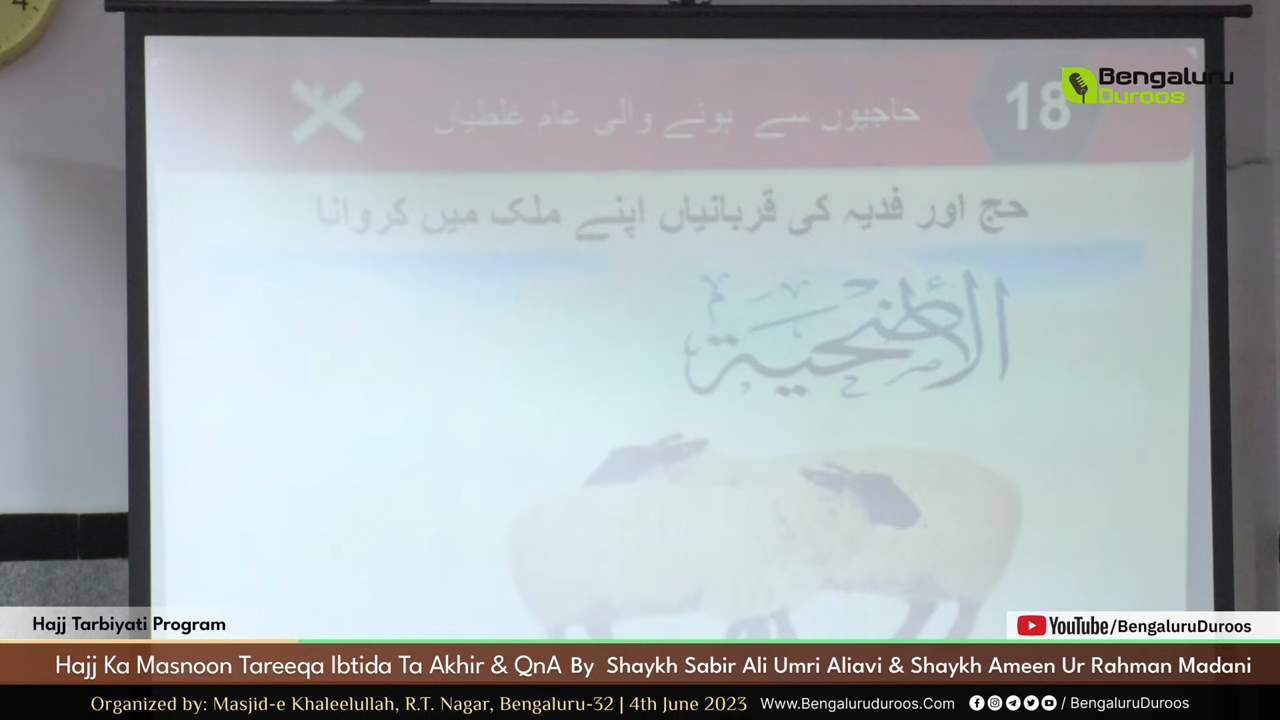 Bengaluru
Duroos
18
حاجیوں سے ہونے والی عام غلطیاں
حج اور فدیہ کی قربانیاں اپنے ملک میں کروانا
الأضحية
Hajj Tarbiyati Program
YouTube/BengaluruDuroos
Hajj Ka Masnoon Tareeqa Ibtida Ta Akhir & QnA By Shaykh Sabir Ali Umri Aliavi & Shaykh Ameen Ur Rahman Madani
Organized by: Masjid-e Khaleelullah, R.T. Nagar, Bengaluru-32 | 4th June 2023 Www.Bengaluruduroos.Com / BengaluruDuroos